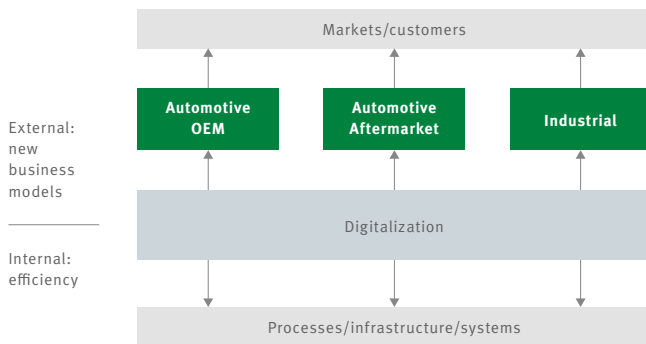 Markets/customers
Automotive
OEM
Automotive
Aftermarket
Industrial
External:
new
business
models
Digitalization
Internal:
efficiency
Processes/infrastructure/systems